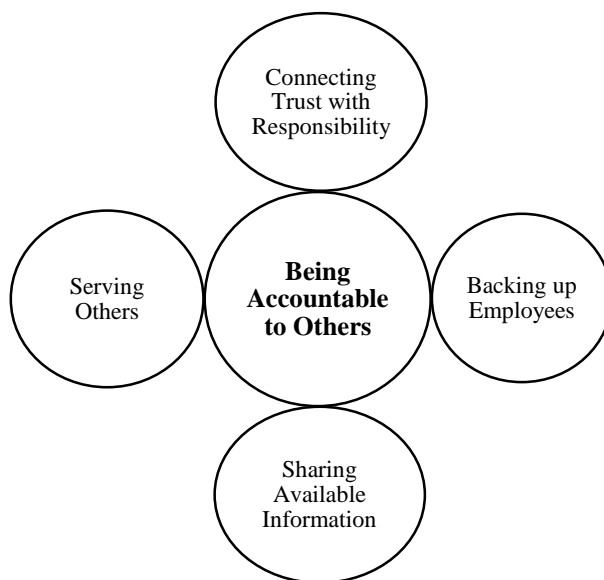 Connecting
Trust with
Responsibility
Serving
Others
Being
Accountable
to Others
Backing up
Employees
Sharing
Available
Information